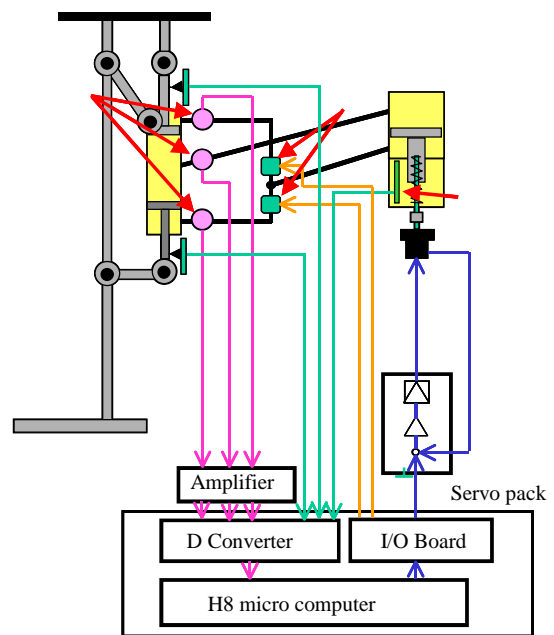 Amplifier
Servo pack
D Converter
I/O Board
H8 micro computer